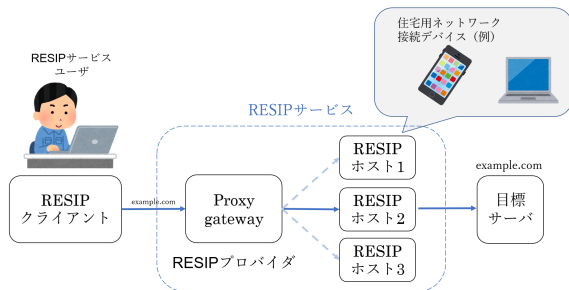 住宅用ネットワーク
接続デバイス（例）
RESIPサービス
ユーザ
RESIPサービス
RESIP
クライアント
example.com
Proxy
gateway
RESIP
ホスト1
RESIP
ホスト2
RESIP
ホスト3
example.com
目標
サーバ
RESIPプロバイダ